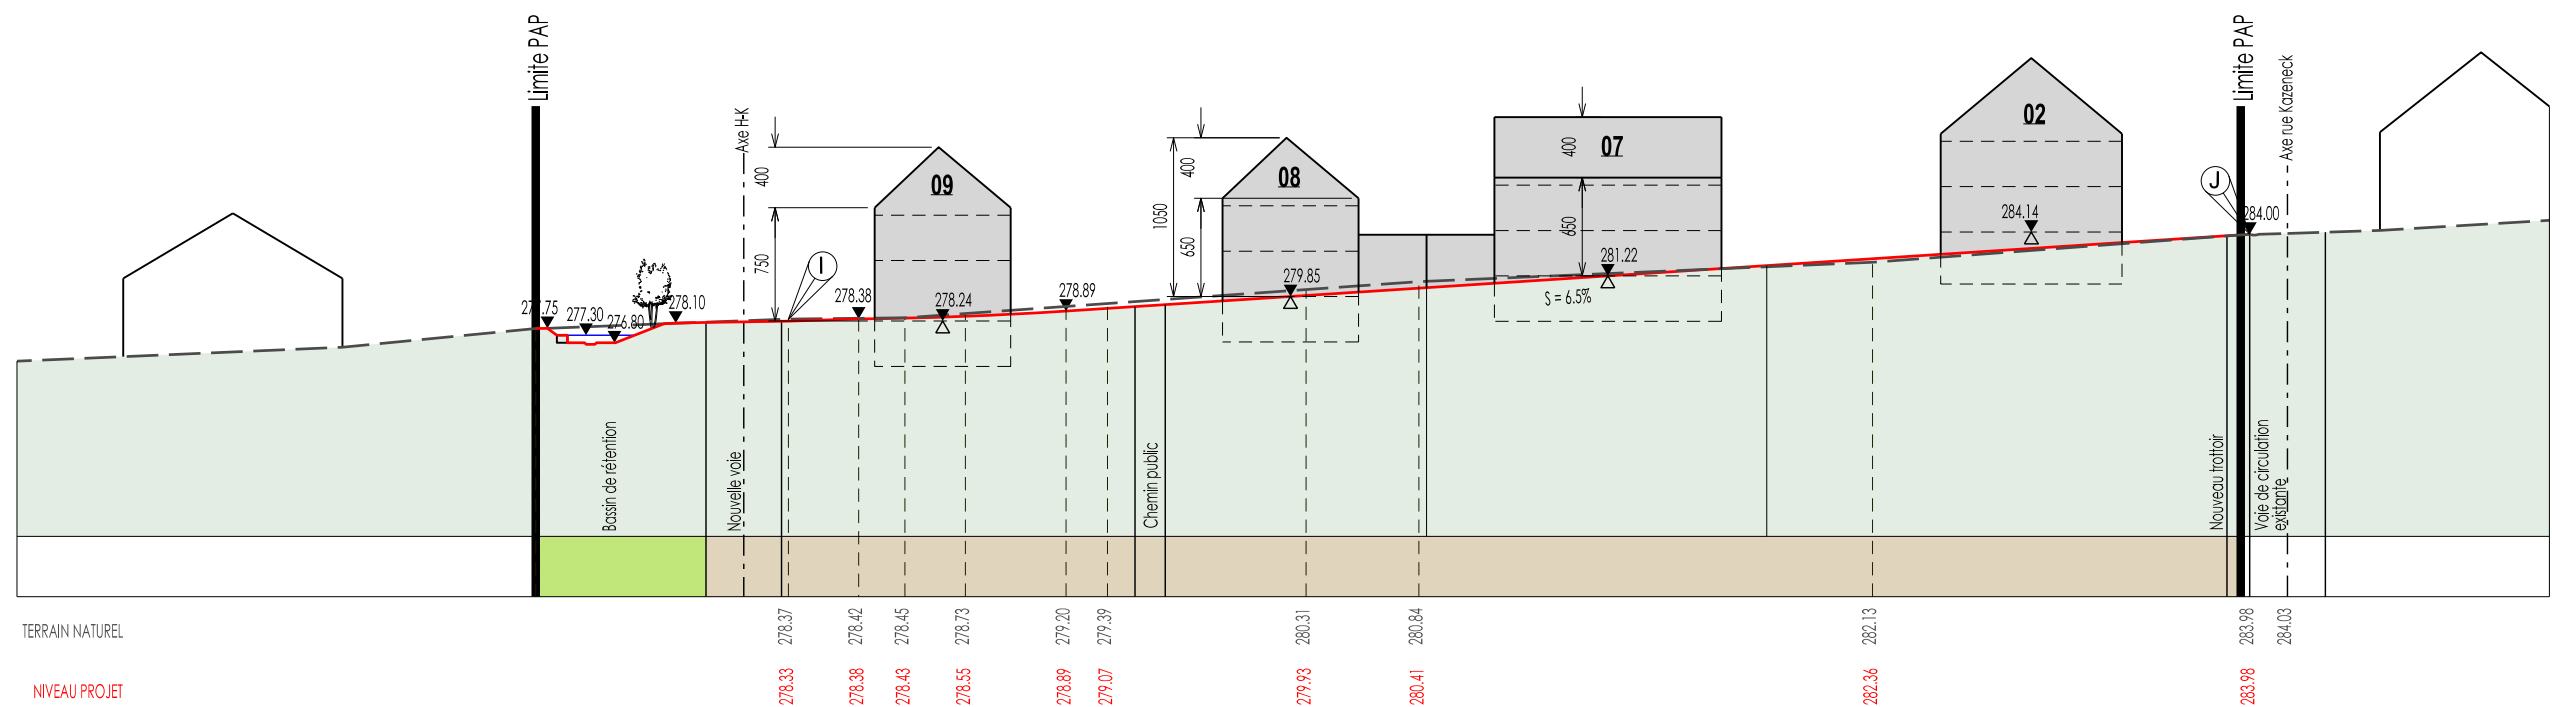 Limite PAP
Limite PAP
Axe rue Kazeneck
Axe H-K
400
750
09
I
1050
400
650
08
400
07
650
02
J
284.14
284.00
277.30
276.80
278.10
278.38
278.24
278.89
279.85
281.22
S = 6.5%
Bassin de rétention
Nouvelle voie
Chemin public
Nouveau trottoir
Voie de circulation
existante
TERRAIN NATUREL
278.37
278.42
278.45
278.73
279.20
279.39
280.31
280.84
282.13
283.98
284.03
NIVEAU PROJET
278.33
278.38
278.43
278.55
278.89
279.07
279.93
280.41
282.36
283.98